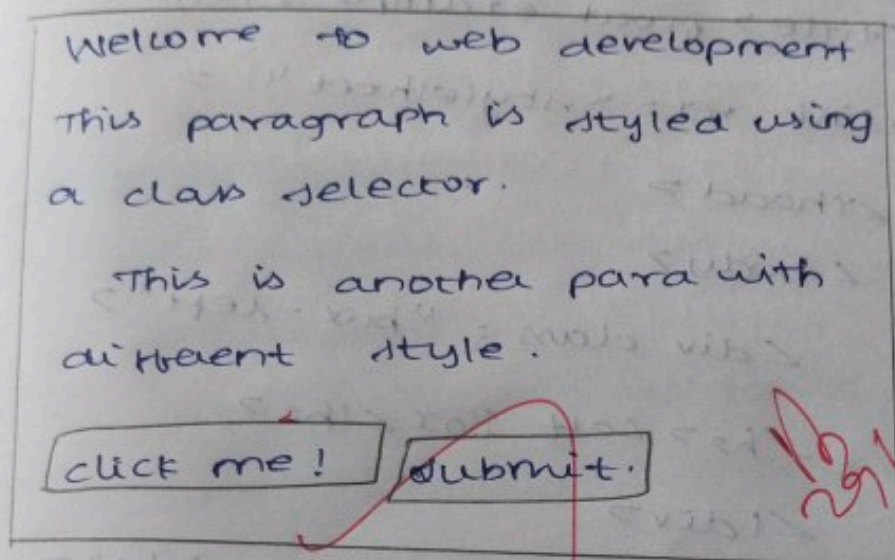 Welcome to web development
This paragraph is styled using
a class selector.
This is another para with
different style.
click me! submit.